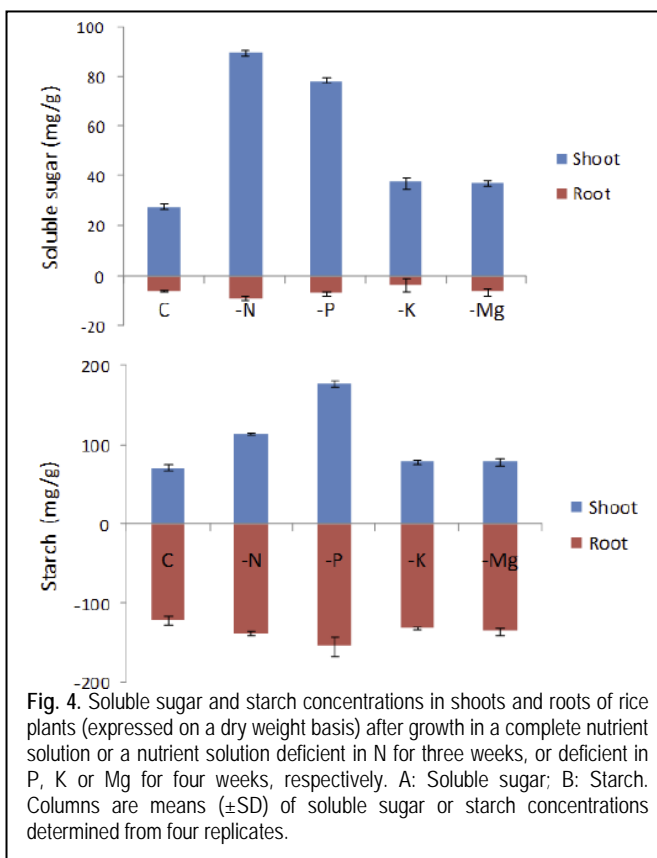 100
80
60
40
20
0
-20
Soluble sugar (mg/g)
C -N -P -K -Mg
Shoot
Root
200
100
0
-100
-200
Starch (mg/g)
C -N -P -K -Mg
Shoot
Root
Fig. 4. Soluble sugar and starch concentrations in shoots and roots of rice
plants (expressed on a dry weight basis) after growth in a complete nutrient
solution or a nutrient solution deficient in N for three weeks, or deficient in
P, K or Mg for four weeks, respectively. A: Soluble sugar; B: Starch.
Columns are means (±SD) of soluble sugar or starch concentrations
determined from four replicates.